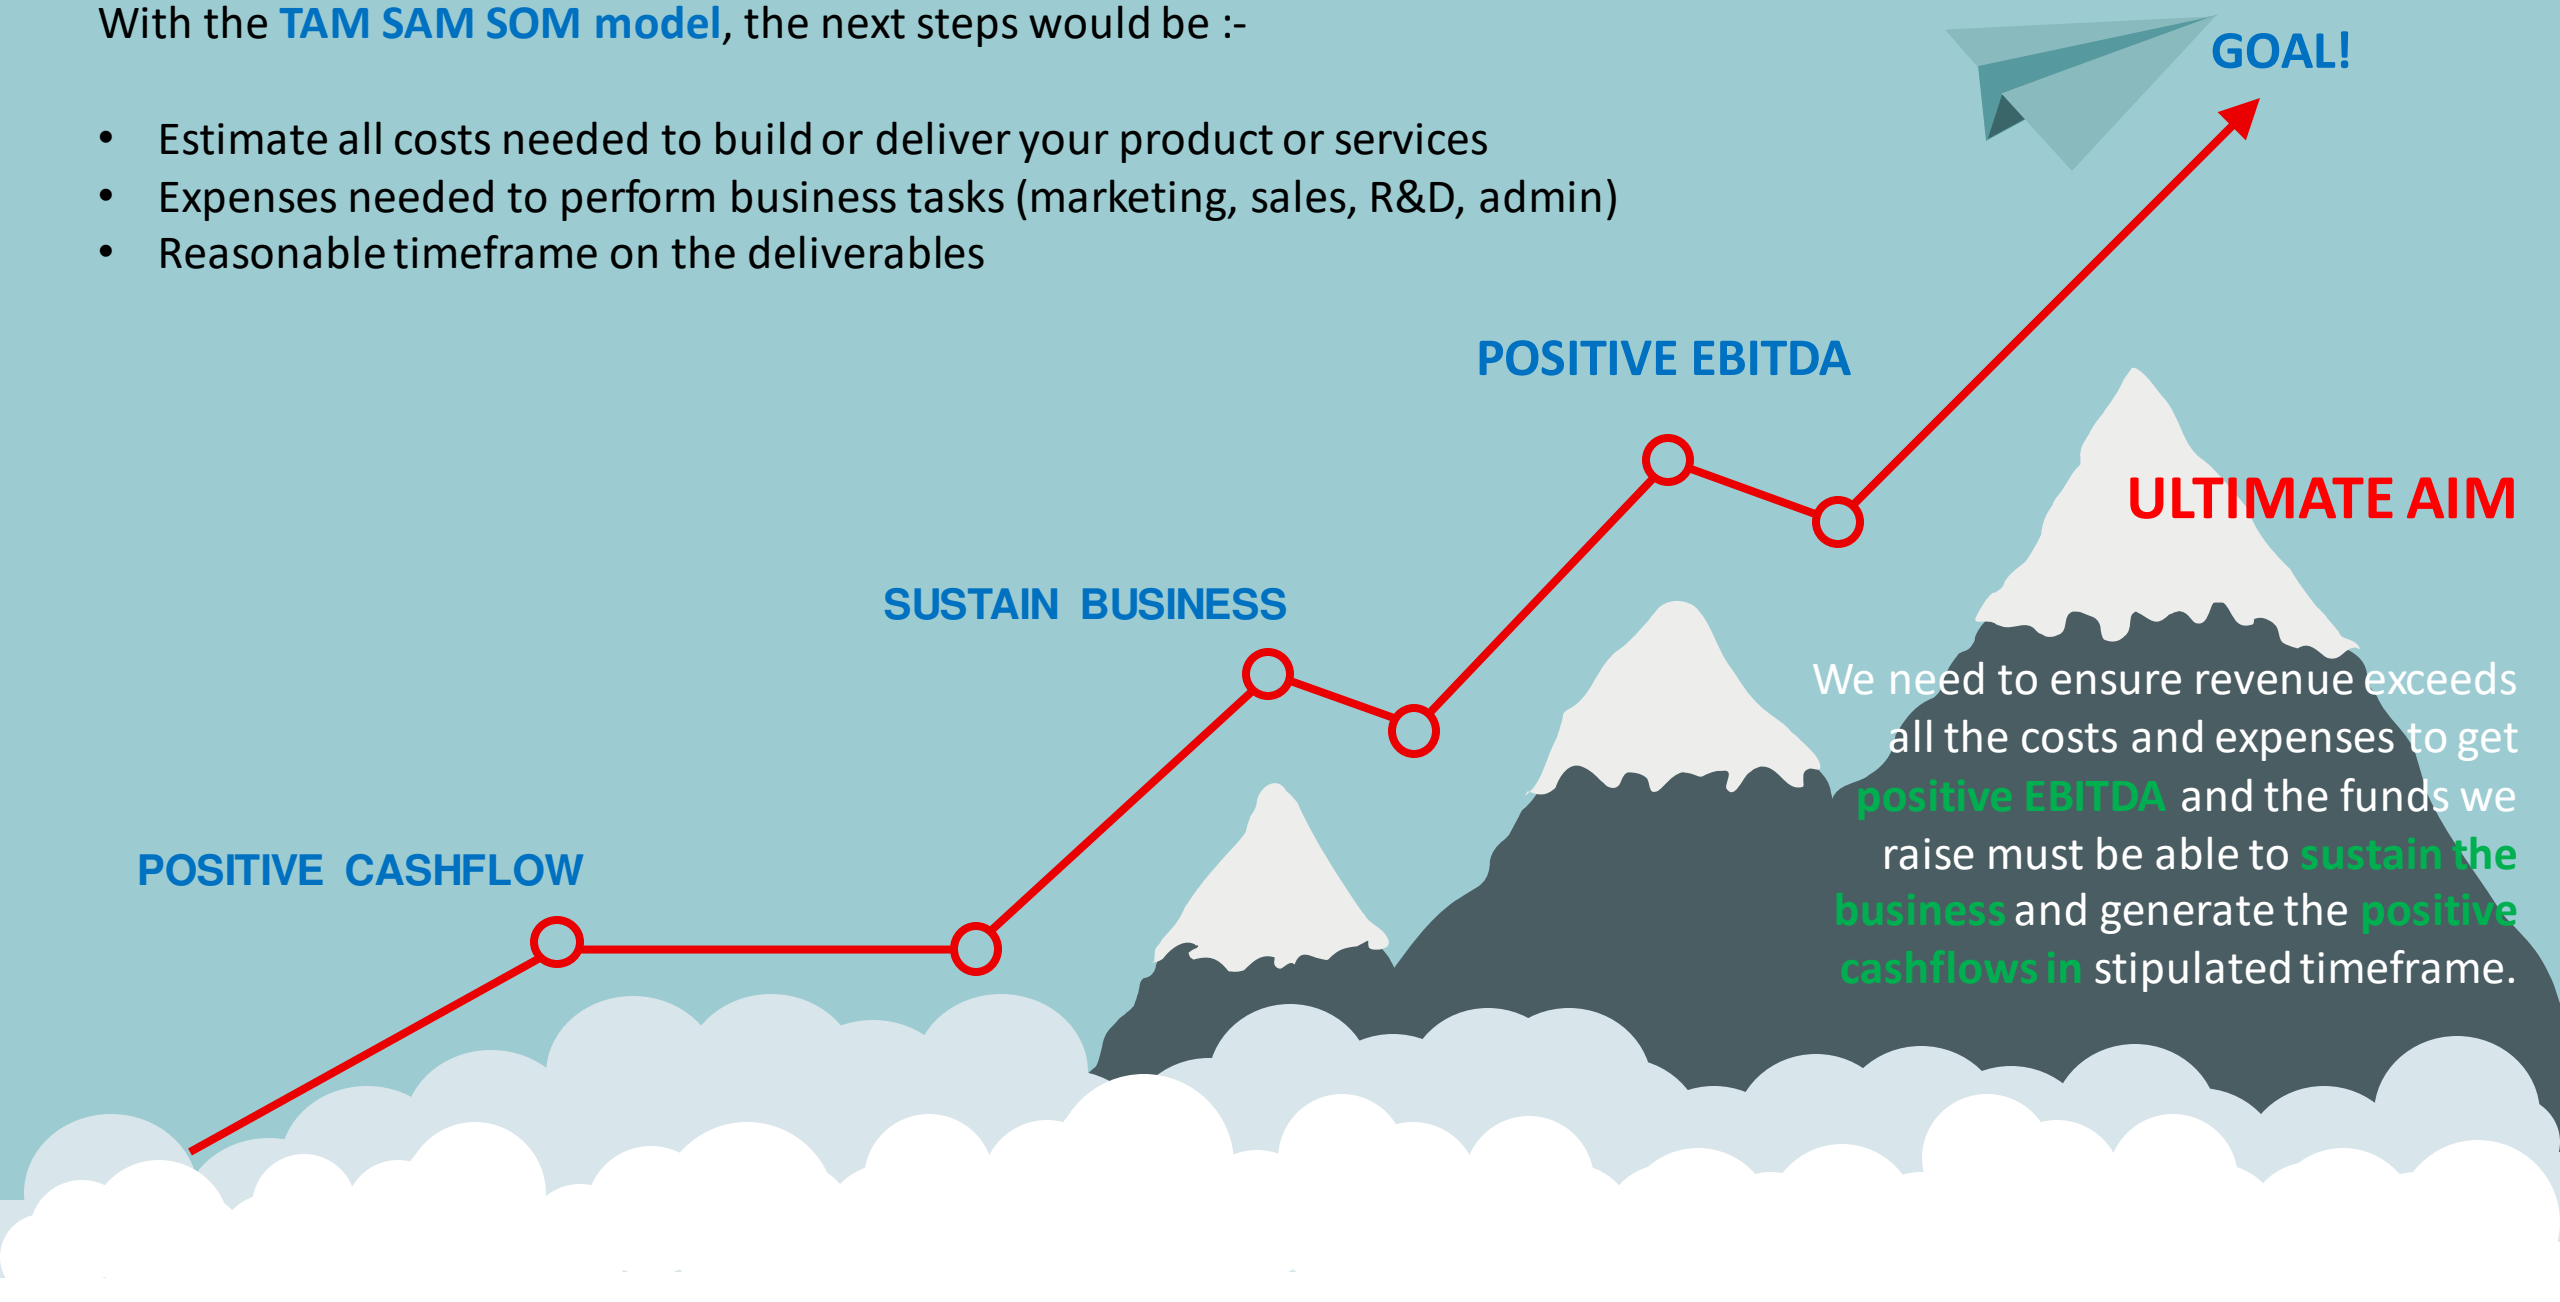 With the TAM SAM SOM model, the next steps would be :-
• Estimate all costs needed to build or deliver your product or services
• Expenses needed to perform business tasks (marketing, sales, R&D, admin)
• Reasonable timeframe on the deliverables
GOAL!
POSITIVE EBITDA
ULTIMATE AIM
SUSTAIN BUSINESS
We need to ensure revenue exceeds
all the costs and expenses to get
positive EBITDA and the funds we
raise must be able to sustain the
business and generate the positive
cashflows in stipulated timeframe.
POSITIVE CASHFLOW